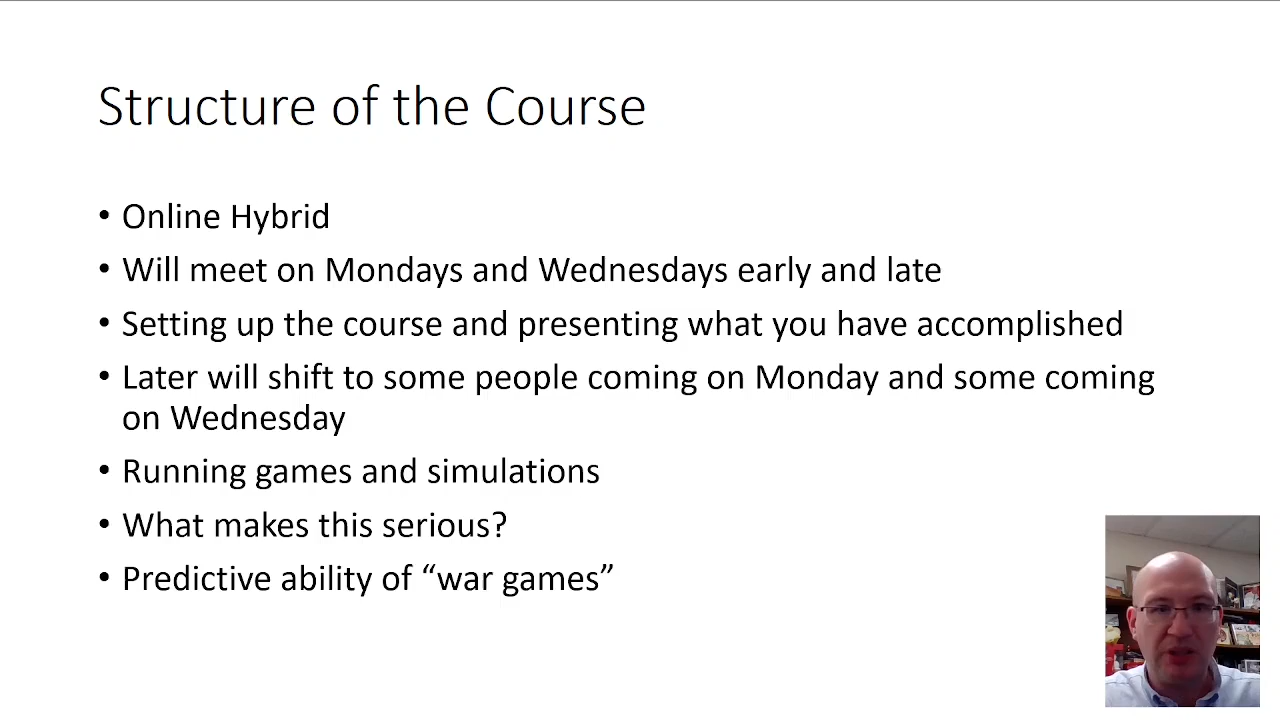 Structure of the Course
• Online Hybrid
• Will meet on Mondays and Wednesdays early and late
• Setting up the course and presenting what you have accomplished
• Later will shift to some people coming on Monday and some coming
on Wednesday
• Running games and simulations
• What makes this serious?
• Predictive ability of “war games”